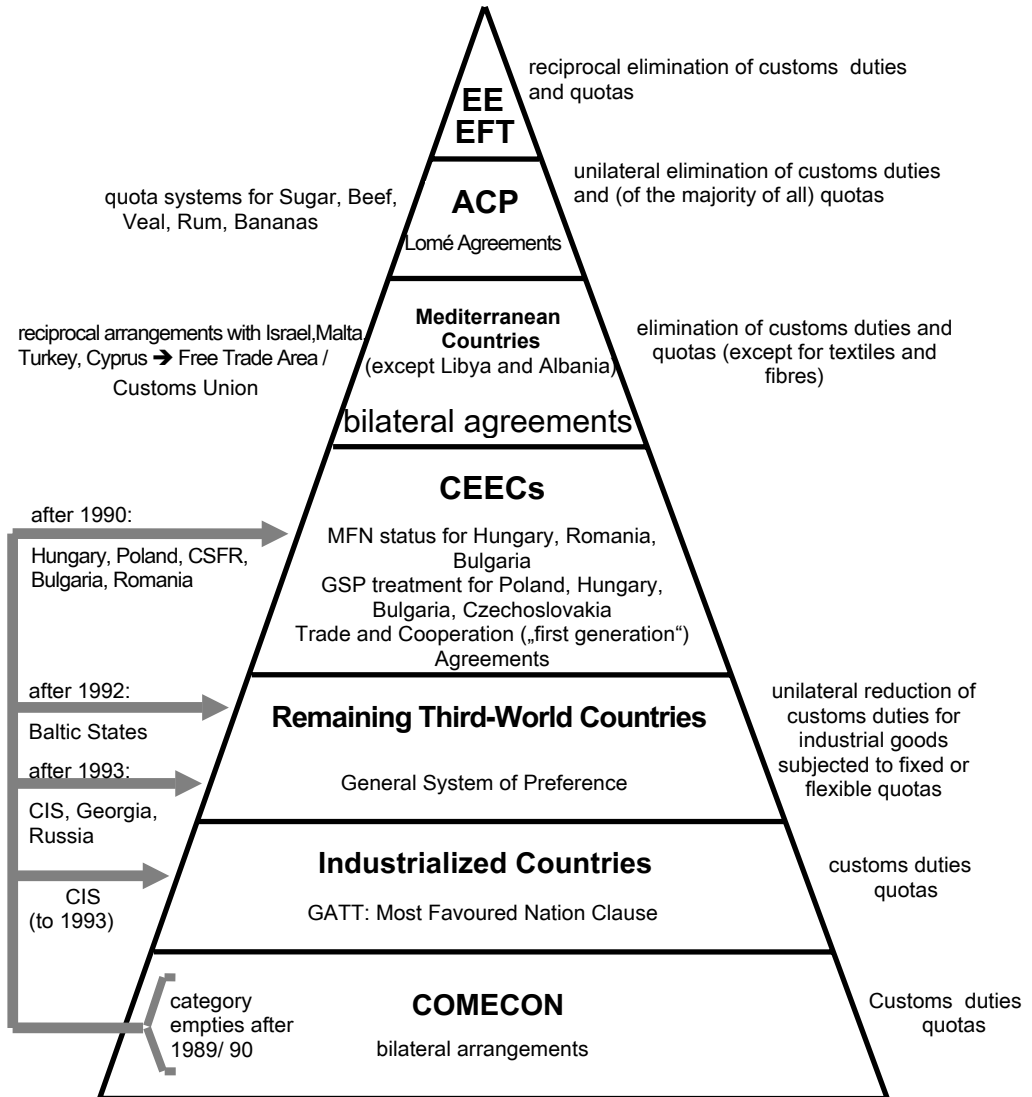 reciprocal elimination of customs duties
and quotas
EE
EFT
unilateral elimination of customs duties
and (of the majority of all) quotas
quota systems for Sugar, Beef,
Veal, Rum, Bananas
ACP
Lomé Agreements
Mediterranean
Countries
(except Libya and Albania)
bilateral agreements
reciprocal arrangements with Israel,Malta,
Turkey, Cyprus ➔ Free Trade Area /
Customs Union
elimination of customs duties and
quotas (except for textiles and
fibres)
CEECs
MFN status for Hungary, Romania,
Bulgaria
GSP treatment for Poland, Hungary,
Bulgaria, Czechoslovakia
Trade and Cooperation („first generation“)
Agreements
after 1990:
Hungary, Poland, CSFR,
Bulgaria, Romania
after 1992:
Baltic States
Remaining Third-World Countries
General System of Preference
unilateral reduction of
customs duties for
industrial goods
subjected to fixed or
flexible quotas
after 1993:
CIS, Georgia,
Russia
Industrialized Countries
GATT: Most Favoured Nation Clause
customs duties
quotas
CIS
(to 1993)
category
empties after
1989/ 90
COMECON
bilateral arrangements
Customs duties
quotas